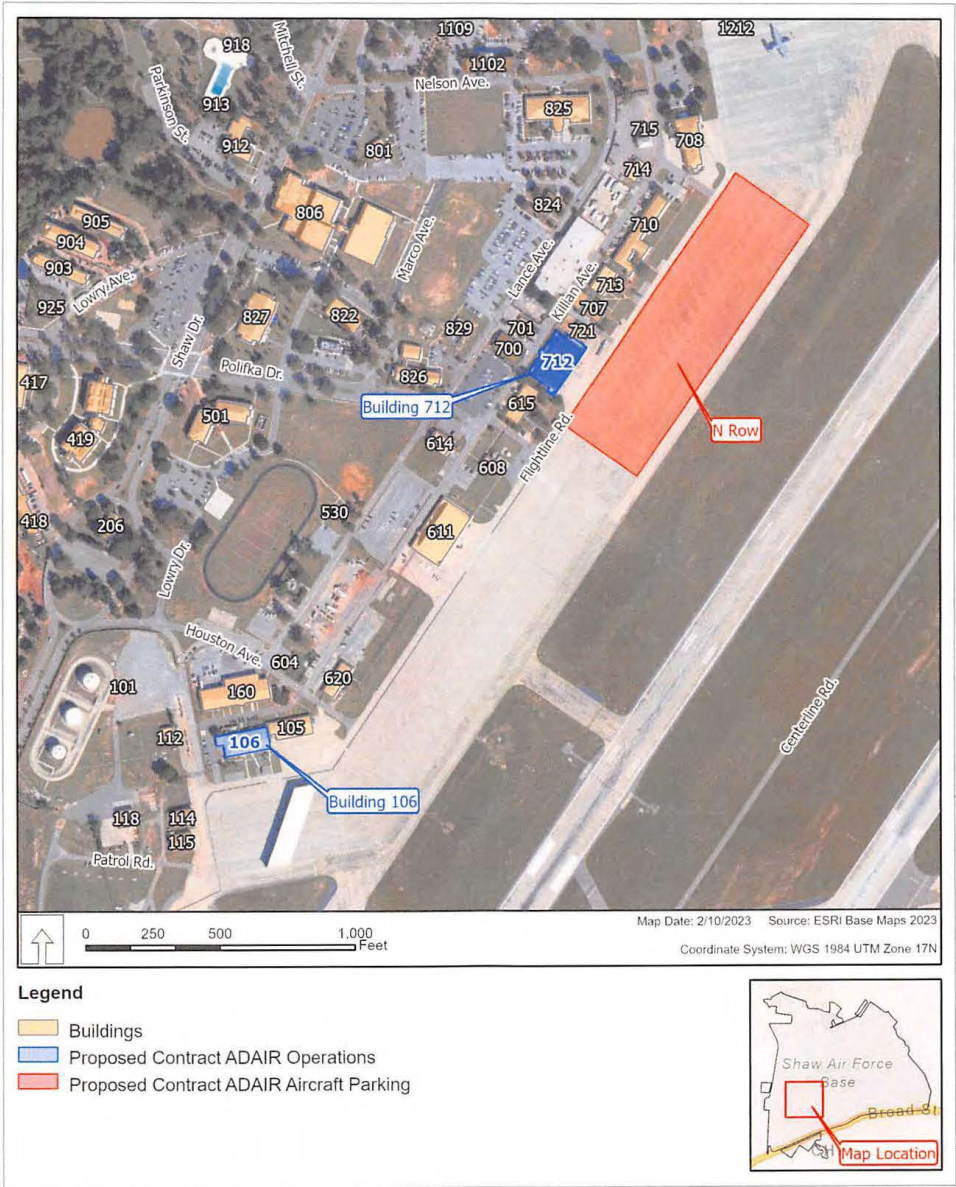 1109
1212
918
Mitchell St.
1102
Nelson Ave.
Parkinson St.
913
825
912
801
715
708
714
806
824
905
710
904
Marco Ave.
903
Lance Ave.
Lowry Ave.
Killian Ave.
713
925
707
827
822
829
701
721
Shaw Dr.
700
712
Polifka Dr.
417
826
Building 712
615
501
N Row
419
614
Flightline Rd.
608
418
206
530
611
Lowry Dr.
Houston Ave.
604
101
160
620
Centerline Rd.
105
112
106
Building 106
118
114
115
Patrol Rd.
Map Date: 2/10/2023 Source: ESRI Base Maps 2023
0 250 500 1,000
Feet
Coordinate System: WGS 1984 UTM Zone 17N
Legend
Buildings
Proposed Contract ADAIR Operations
Proposed Contract ADAIR Aircraft Parking
Shaw Air Force
Base
Broad St
Map Location